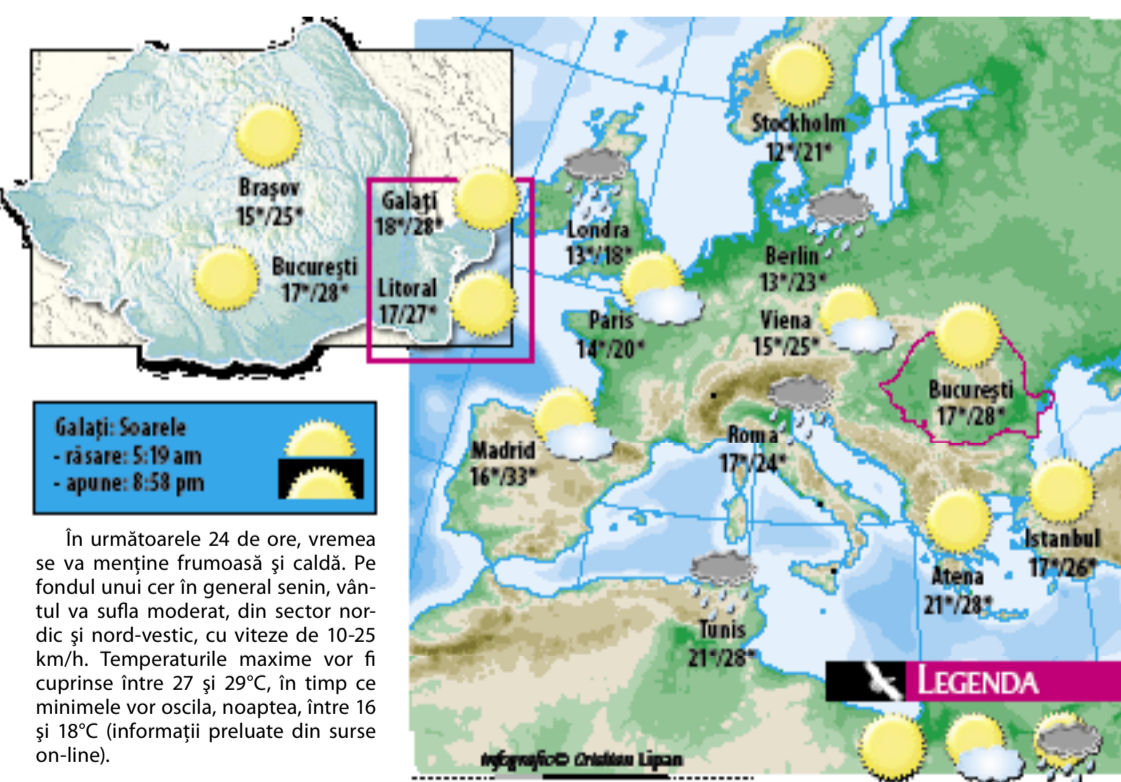 Brașov
15*/25*
București
17*/28*
Galați
18*/28*
Litoral
17/27*
Galați: Soarele
- răsare: 5:19 am
- apune: 8:58 pm
În următoarele 24 de ore, vremea
se va menține frumoasă şi caldă. Pe
fondul unui cer în general senin, vân-
tul va sufla moderat, din sector nor-
dic şi nord-vestic, cu viteze de 10-25
km/h. Temperaturile maxime vor fi
cuprinse între 27 şi 29°C, în timp ce
minimele vor oscila, noaptea, între 16
şi 18°C (informații preluate din surse
on-line).
Stockholm
12*/21*
Londra
13*/18*
Berlin
13*/23*
Paris
14*/20*
Viena
15*/25*
București
17*/28*
Madrid
16*/33*
Roma
17*/24*
Istanbul
17*/26*
Atena
21*/28*
Tunis
21*/28*
LEGENDA
Infografic© Cristian Lipan